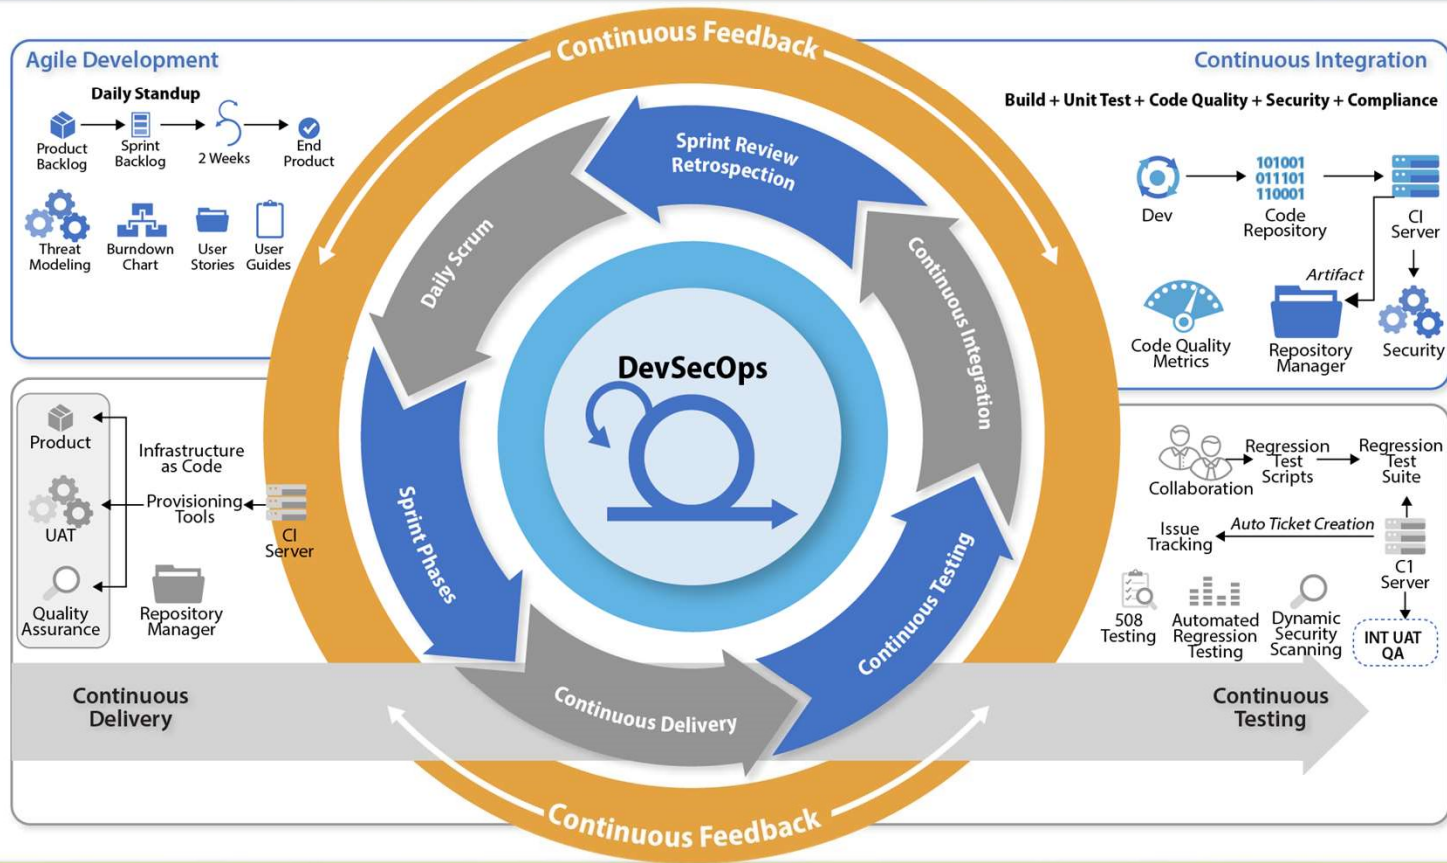 Continuous Feedback
Agile Development
Daily Standup
Product
Backlog
Sprint
Backlog
2 Weeks
End
Product
Threat
Modeling
Burndown
Chart
User
Stories
User
Guides
Continuous Integration
Build + Unit Test + Code Quality + Security + Compliance
Dev
101001
011101
110001
Code
Repository
CI
Server
Artifact
Code Quality
Metrics
Repository
Manager
Security
Sprint Review
Retrospection
Daily Scrum
Continuous Integration
DevSecOps
Sprint Phases
Continuous Testing
Continuous Delivery
Product
UAT
Quality
Assurance
Infrastructure
as Code
Provisioning
Tools
CI
Server
Repository
Manager
Collaboration
Regression
Test
Scripts
Regression
Test
Suite
Issue
Tracking
Auto Ticket Creation
C1
Server
508
Testing
Automated
Regression
Testing
Dynamic
Security
Scanning
INT UAT
QA
Continuous
Delivery
Continuous
Testing
Continuous Feedback